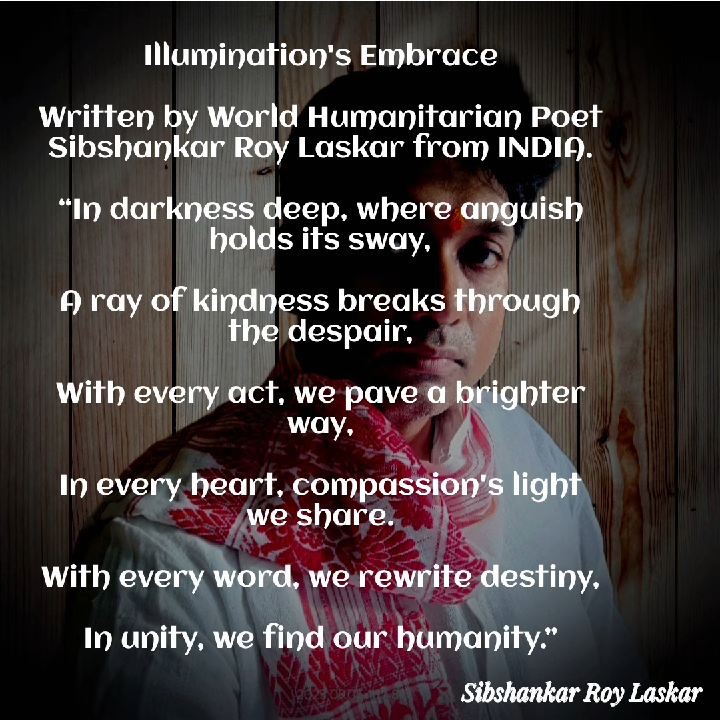 Illumination's Embrace
Written by World Humanitarian Poet
Sibshankar Roy Laskar from INDIA.
“In darkness deep, where anguish
holds its sway,
A ray of kindness breaks through
the despair,
With every act, we pave a brighter
way,
In every heart, compassion's light
we share.
With every word, we rewrite destiny,
In unity, we find our humanity.”
Sibshankar Roy Laskar